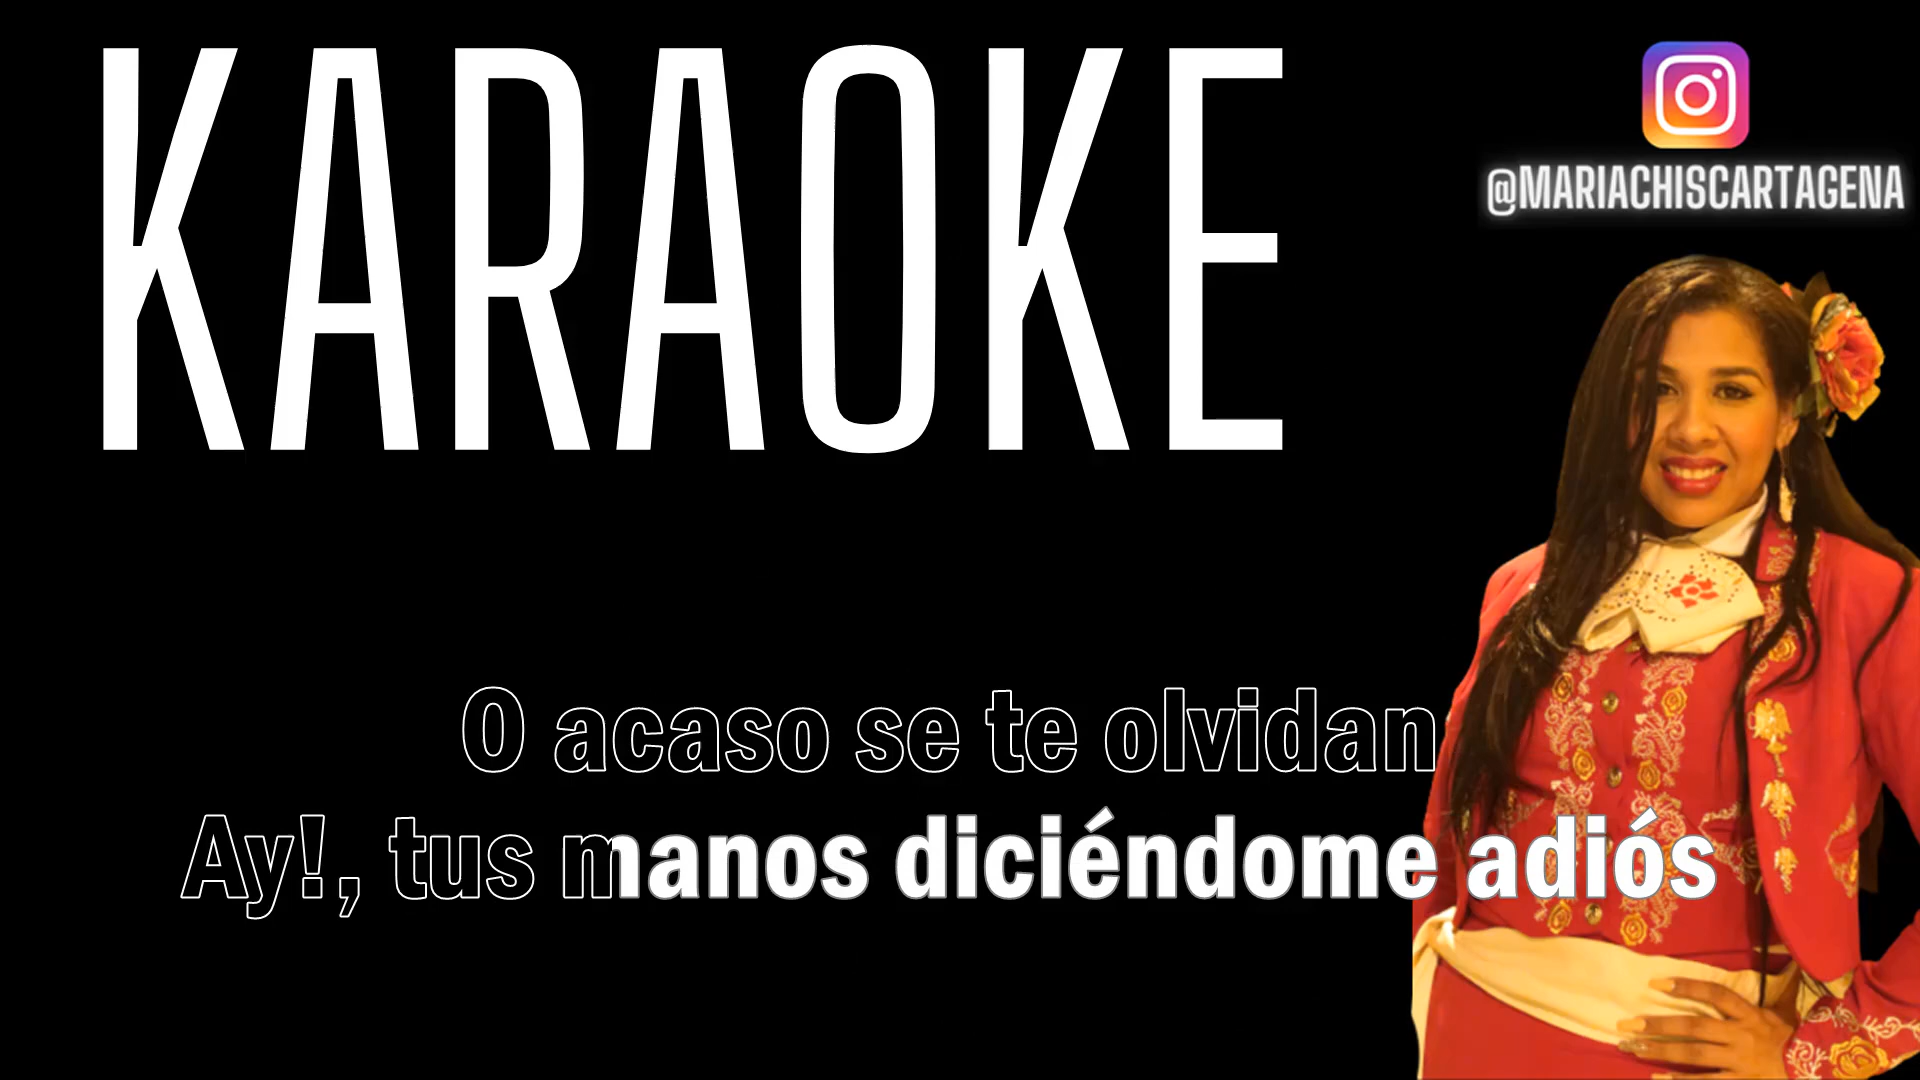 KARAOKE
@MARIACHISCARTAGENA
O acaso se te olvidan
Ay!, tus manos diciéndome adiós